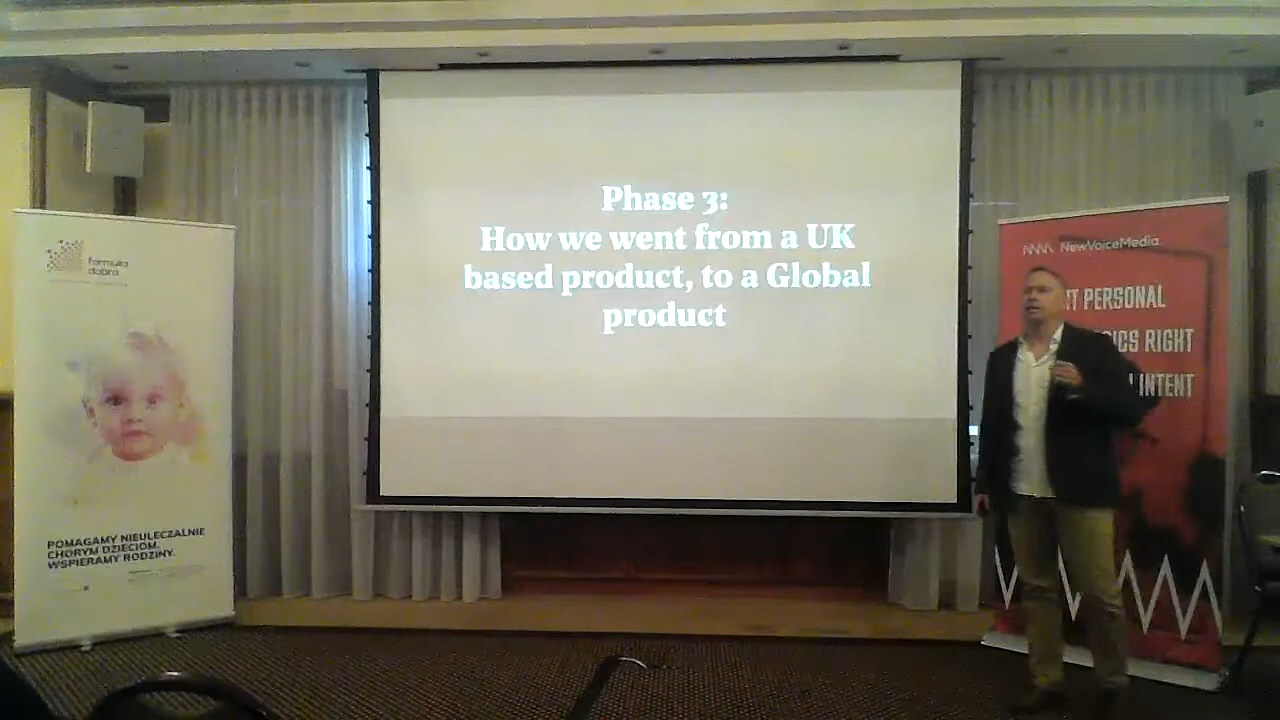 Phase 3:
How we went from a UK
based product, to a Global
product
formuła
dobra
POMAGAMY NIEULECZALNIE
CHORYM DZIECIOM.
WSPIERAMY RODZINY.
NewVoiceMedia
PERSONAL
RIGHT
INTENT